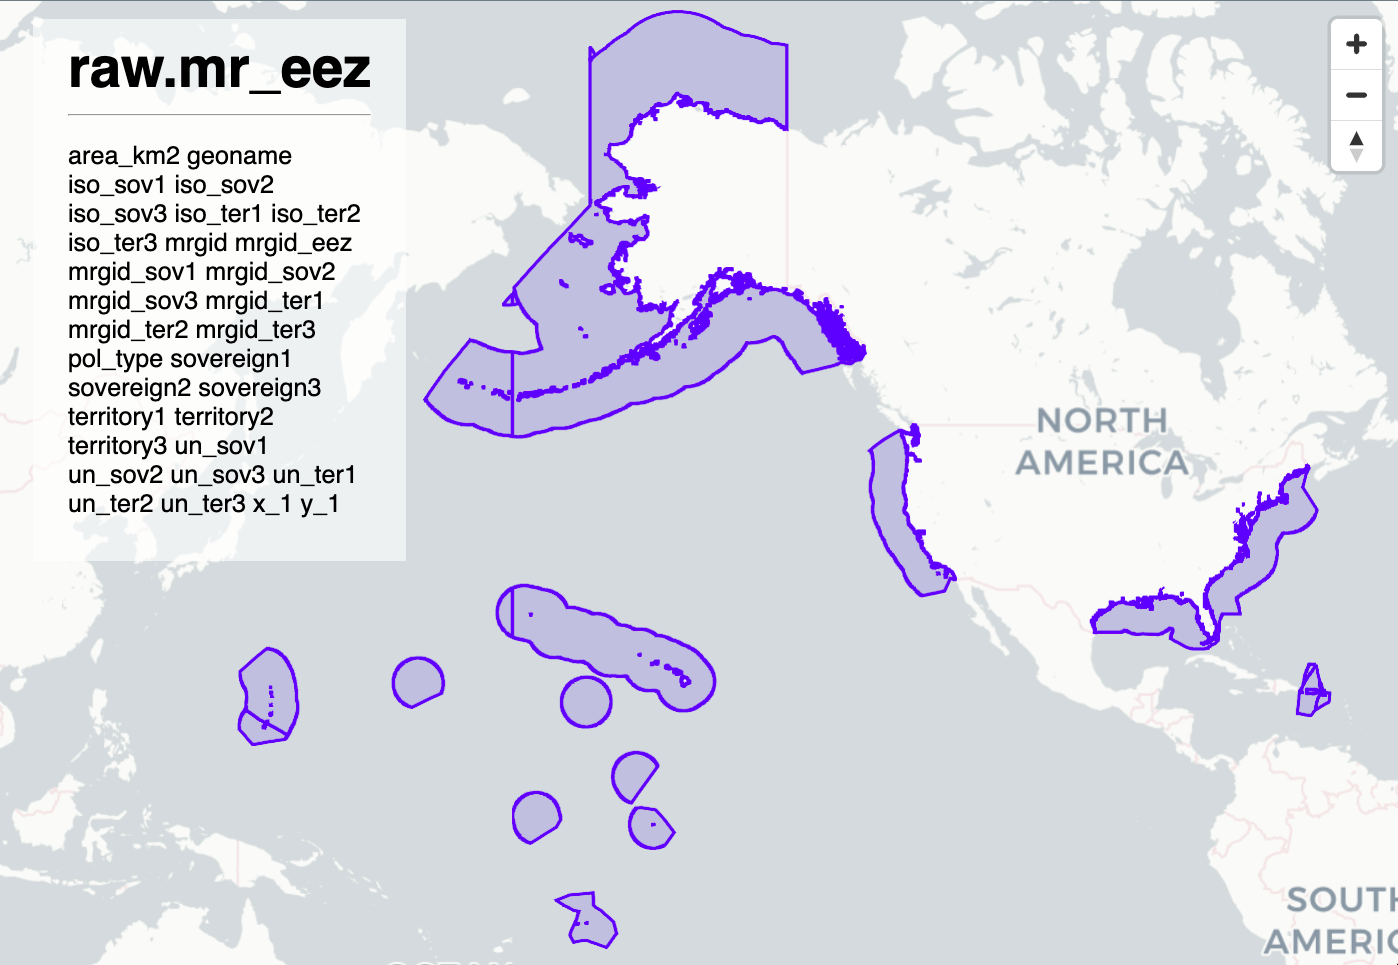 raw.mr_eez
area_km2 geoname
iso_sov1 iso_sov2
iso_sov3 iso_ter1 iso_ter2
iso_ter3 mrgid mrgid_eez
mrgid_sov1 mrgid_sov2
mrgid_sov3 mrgid_ter1
mrgid_ter2 mrgid_ter3
pol_type sovereign1
sovereign2 sovereign3
territory1 territory2
territory3 un_sov1
un_sov2 un_sov3 un_ter1
un_ter2 un_ter3 x_1 y_1
NORTH
AMERICA
SOUTH
AMERIC